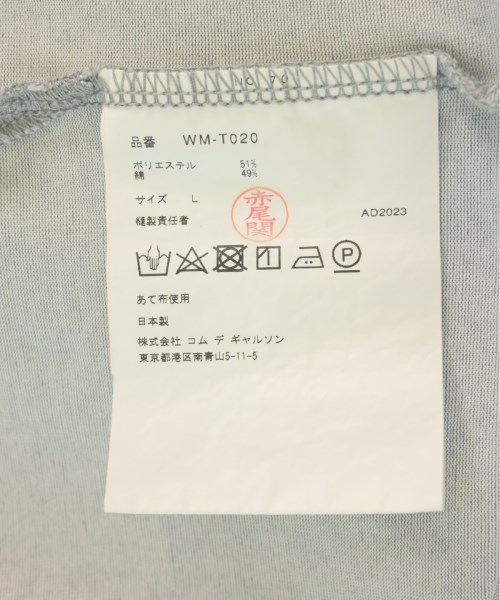 NO 70
品番 WM-T020
ポリエステル 51%
綿 49%
サイズ L
縫製責任者
赤尾関
AD2023
P
あて布使用
日本製
株式会社 コム デ ギャルソン
東京都港区南青山5-11-5